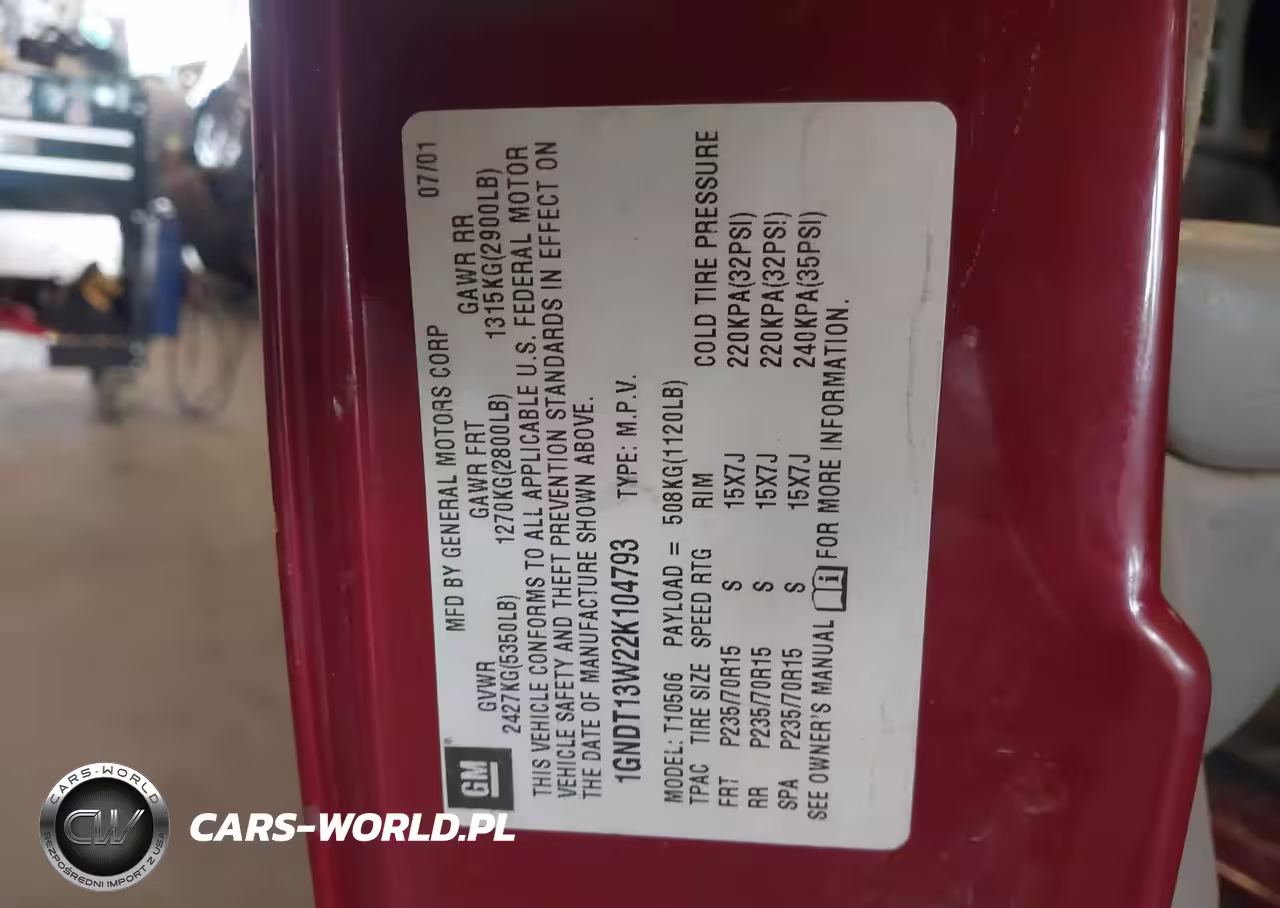 07/01
MFD BY GENERAL MOTORS CORP
GVWR GAWR FRT GAWR RR
2427KG(5350LB) 1270KG(2800LB) 1315KG(2900LB)
THIS VEHICLE CONFORMS TO ALL APPLICABLE U.S. FEDERAL MOTOR
VEHICLE SAFETY AND THEFT PREVENTION STANDARDS IN EFFECT ON
THE DATE OF MANUFACTURE SHOWN ABOVE.
1GNDT13W22K104793 TYPE: M.P.V.
MODEL: T10506 PAYLOAD = 508KG(1120LB)
TPAC TIRE SIZE SPEED RTG RIM COLD TIRE PRESSURE
FRT P235/70R15 S 15X7J 220KPA(32PSI)
RR P235/70R15 S 15X7J 220KPA(32PSI)
SPA P235/70R15 S 15X7J 240KPA(35PSI)
SEE OWNER'S MANUAL FOR MORE INFORMATION.
GM
CARS-WORLD
CW
BEZPOŚREDNI IMPORT Z USA
CARS-WORLD.PL